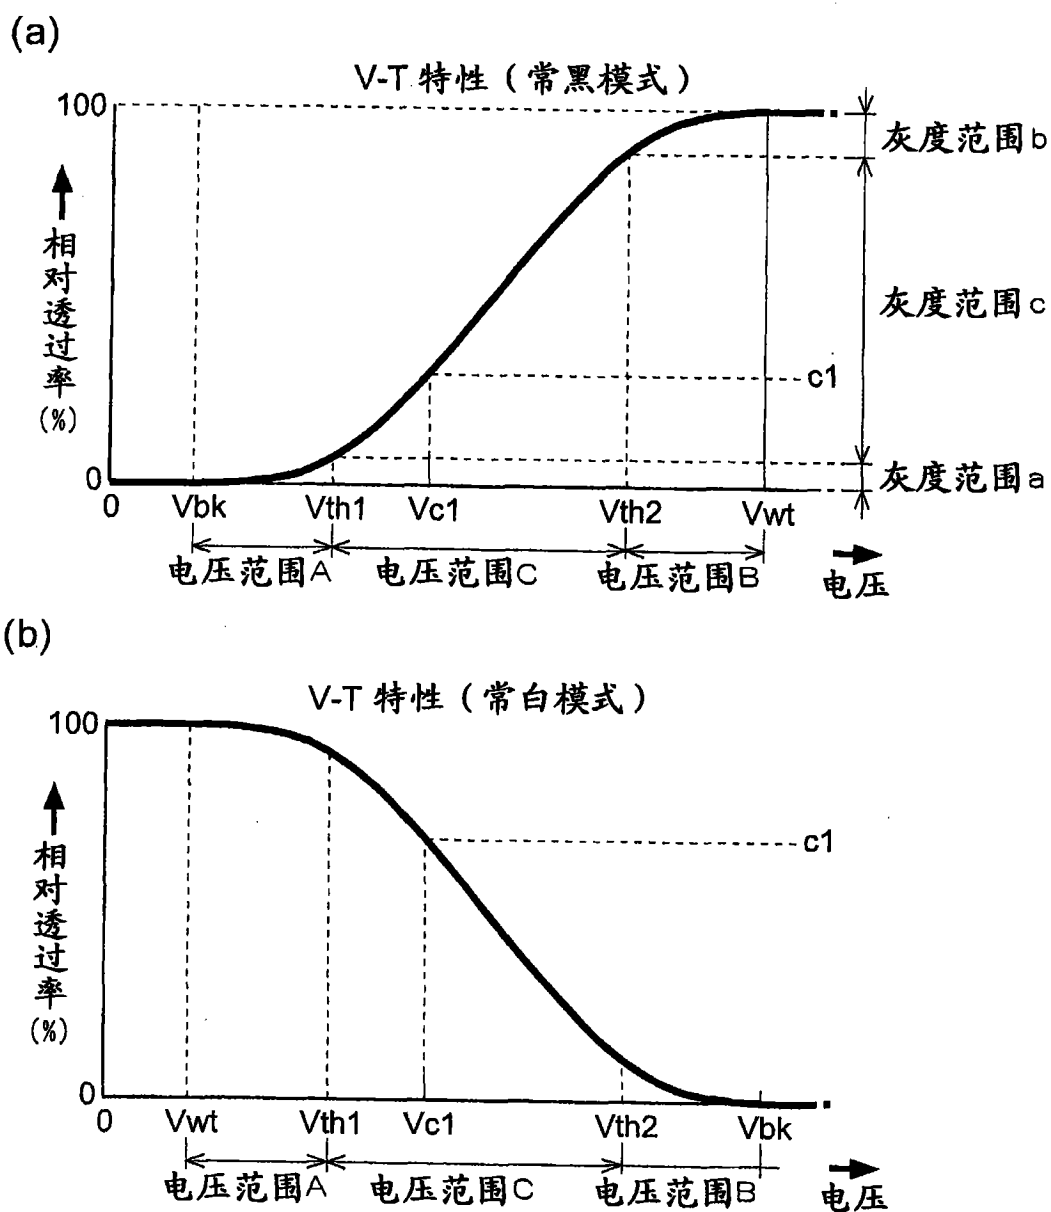 (a)
V-T 特性（常黑模式）
100
灰度范围b
相对透过率(%)
灰度范围c
c1
0
灰度范围a
0 Vbk Vth1 Vc1 Vth2 Vwt
电压范围A 电压范围C 电压范围B 电压
(b)
V-T 特性（常白模式）
100
相对透过率(%)
c1
0
0 Vwt Vth1 Vc1 Vth2 Vbk
电压范围A 电压范围C 电压范围B 电压